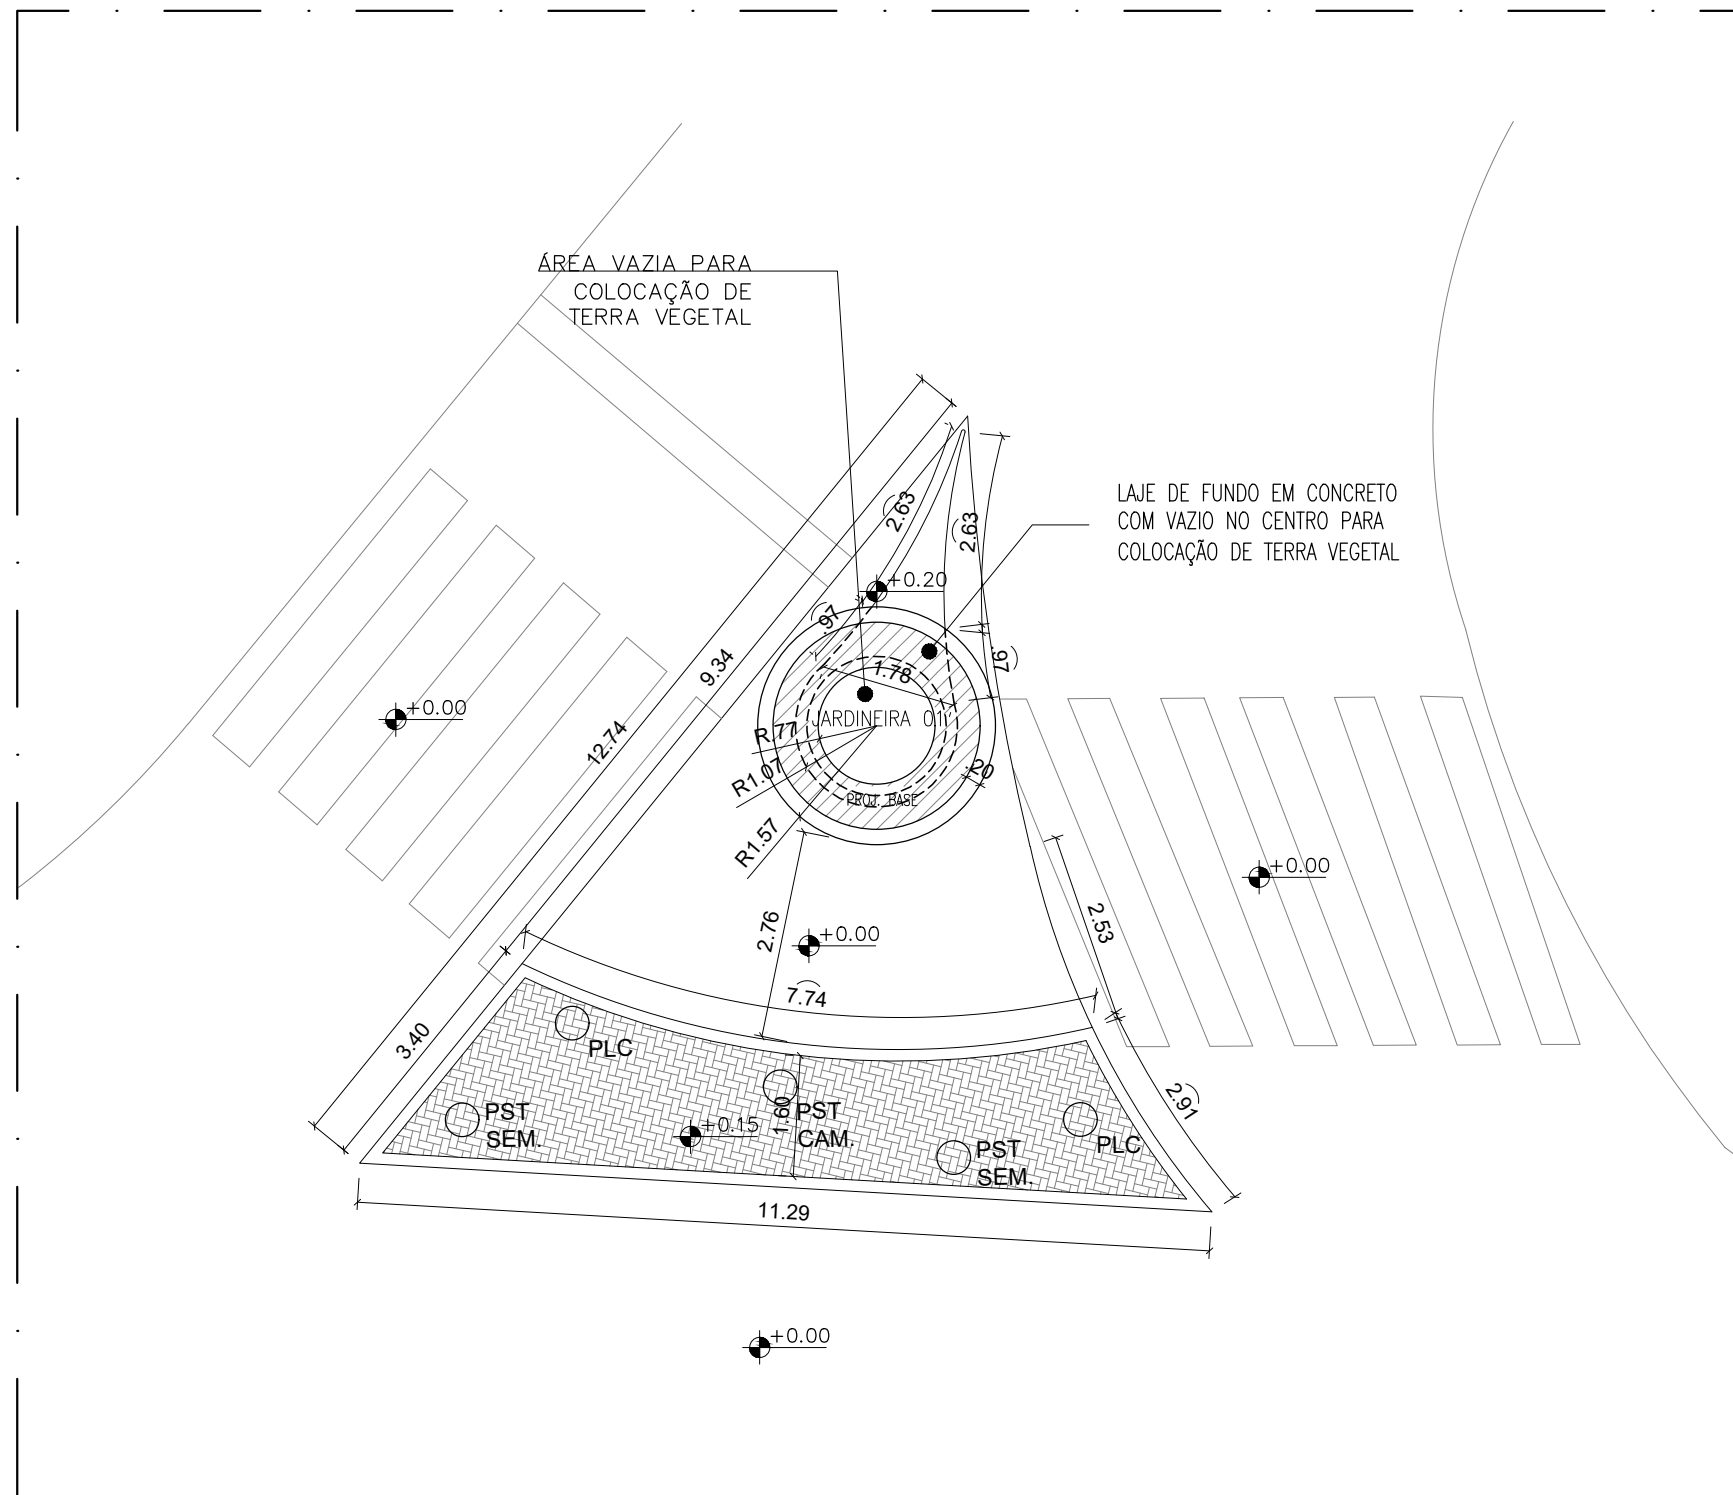 ÁREA VAZIA PARA
COLOCAÇÃO DE
TERRA VEGETAL
LAJE DE FUNDO EM CONCRETO
COM VAZIO NO CENTRO PARA
COLOCAÇÃO DE TERRA VEGETAL
2.63
2.63
+0.20
.97
.97
9.34
1.78
+0.00
JARDINEIRA 01
12.74
R.77
R1.07
.20
PROJ. BASE
R1.57
+0.00
2.76
2.53
+0.00
7.74
3.40
PLC
2.91
PST
SEM.
1.60
PST
CAM.
+0.15
PLC
PST
SEM.
11.29
+0.00